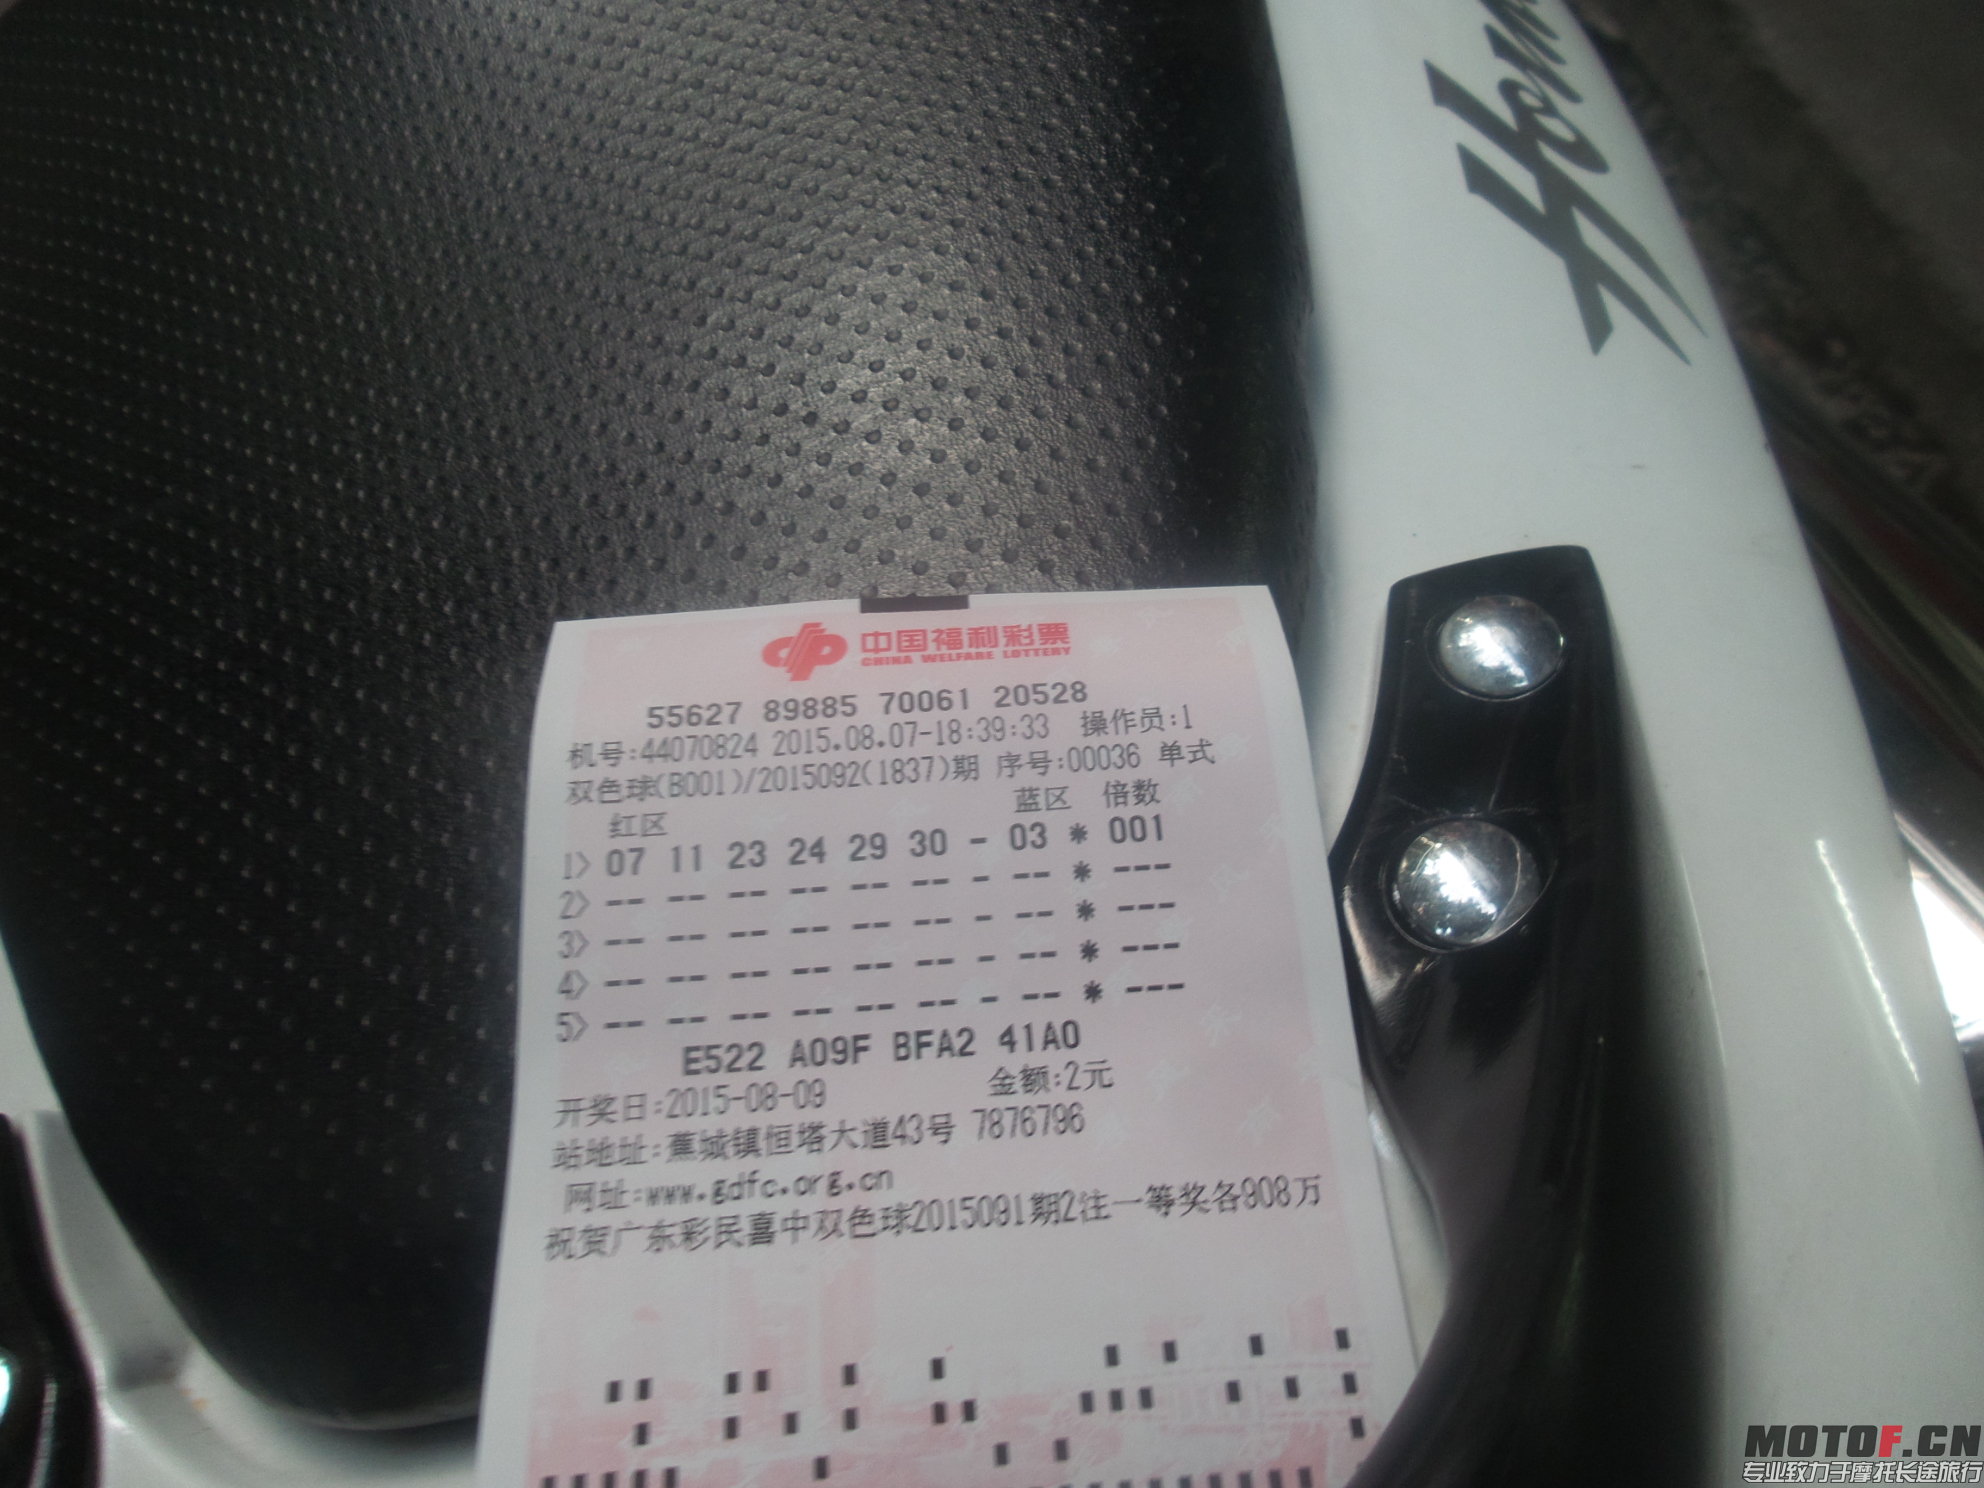 中国福利彩票
CHINA WELFARE LOTTERY
55627 89885 70061 20528
机号:44070824 2015.08.07-18:39:33 操作员:1
双色球(B001)/2015092(1837)期 序号:00036 单式
红区 蓝区 倍数
1> 07 11 23 24 29 30 - 03 * 001
2> -- -- -- -- -- -- - -- * ---
3> -- -- -- -- -- -- - -- * ---
4> -- -- -- -- -- -- - -- * ---
5> -- -- -- -- -- -- - -- * ---
E522 A09F BFA2 41A0
开奖日:2015-08-09 金额:2元
站地址:蕉城镇恒塔大道43号 7876796
网址:www.gdfc.org.cn
祝贺广东彩民喜中双色球2015091期2注一等奖各908万
MOTOF.CN
专业致力于摩托长途旅行